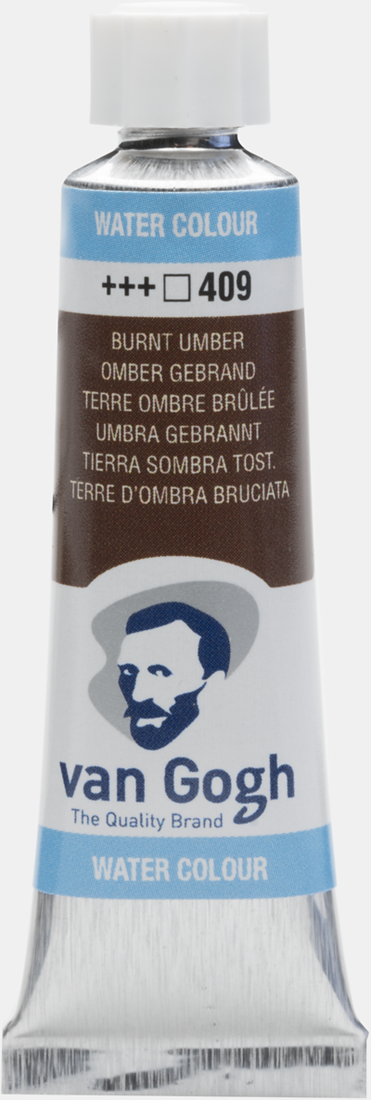 WATER COLOUR
+++ □ 409
BURNT UMBER
OMBER GEBRAND
TERRE OMBRE BRÛLÉE
UMBRA GEBRANNT
TIERRA SOMBRA TOST.
TERRE D'OMBRA BRUCIATA
van Gogh
The Quality Brand
WATER COLOUR